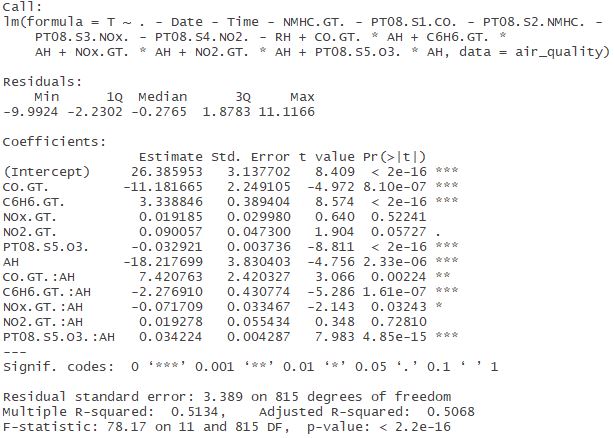 Call:
lm(formula = T ~ . - Date - Time - NMHC.GT. - PT08.S1.CO. - PT08.S2.NMHC. -
    PT08.S3.NOx. - PT08.S4.NO2. - RH + CO.GT. * AH + C6H6.GT. *
    AH + NOx.GT. * AH + NO2.GT. * AH + PT08.S5.O3. * AH, data = air_quality)

Residuals:
    Min      1Q  Median      3Q     Max
-9.9924 -2.2302 -0.2765  1.8783 11.1166

Coefficients:
                Estimate Std. Error t value Pr(>|t|)
(Intercept)     26.385953   3.137702   8.409  < 2e-16 ***
CO.GT.         -11.181665   2.249105  -4.972 8.10e-07 ***
C6H6.GT.         3.338846   0.389404   8.574  < 2e-16 ***
NOx.GT.          0.019185   0.029980   0.640  0.52241
NO2.GT.          0.090057   0.047300   1.904  0.05727 .
PT08.S5.O3.     -0.032921   0.003736  -8.811  < 2e-16 ***
AH             -18.217699   3.830403  -4.756 2.33e-06 ***
CO.GT.:AH        7.420763   2.420327   3.066  0.00224 **
C6H6.GT.:AH     -2.276910   0.430774  -5.286 1.61e-07 ***
NOx.GT.:AH      -0.071709   0.033467  -2.143  0.03243 *
NO2.GT.:AH       0.019278   0.055434   0.348  0.72810
PT08.S5.O3.:AH   0.034224   0.004287   7.983 4.85e-15 ***
---
Signif. codes:  0 ‘***’ 0.001 ‘**’ 0.01 ‘*’ 0.05 ‘.’ 0.1 ‘ ’ 1

Residual standard error: 3.389 on 815 degrees of freedom
Multiple R-squared:  0.5134,    Adjusted R-squared:  0.5068
F-statistic: 78.17 on 11 and 815 DF,  p-value: < 2.2e-16